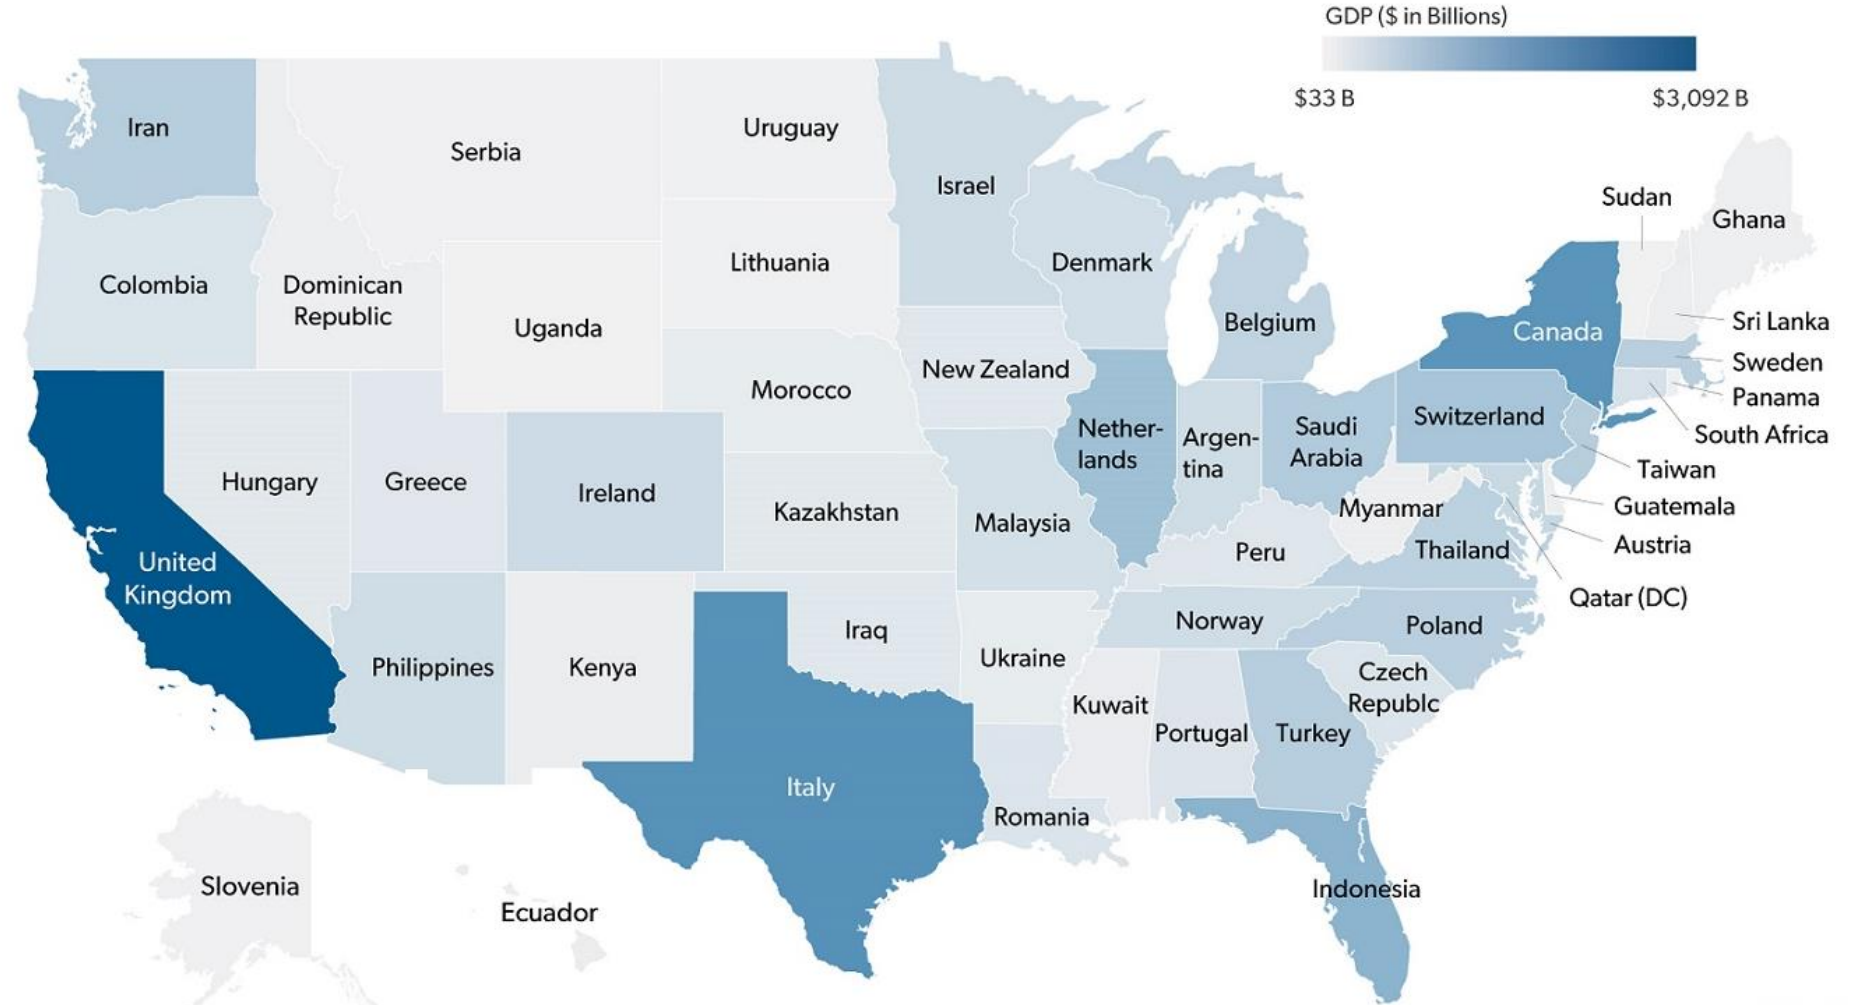 GDP ($ in Billions)
$33 B
$3,092 B
Iran
Serbia
Uruguay
Israel
Sudan
Ghana
Colombia
Dominican
Republic
Lithuania
Denmark
Uganda
Belgium
Canada
Sri Lanka
Sweden
New Zealand
Morocco
Panama
Switzerland
South Africa
Nether-
lands
Argen-
tina
Saudi
Arabia
Taiwan
Hungary
Greece
Ireland
Kazakhstan
Malaysia
Myanmar
Guatemala
Peru
Thailand
Austria
United
Kingdom
Qatar (DC)
Norway
Poland
Iraq
Ukraine
Philippines
Kenya
Czech
Republc
Kuwait
Portugal
Turkey
Italy
Romania
Slovenia
Ecuador
Indonesia